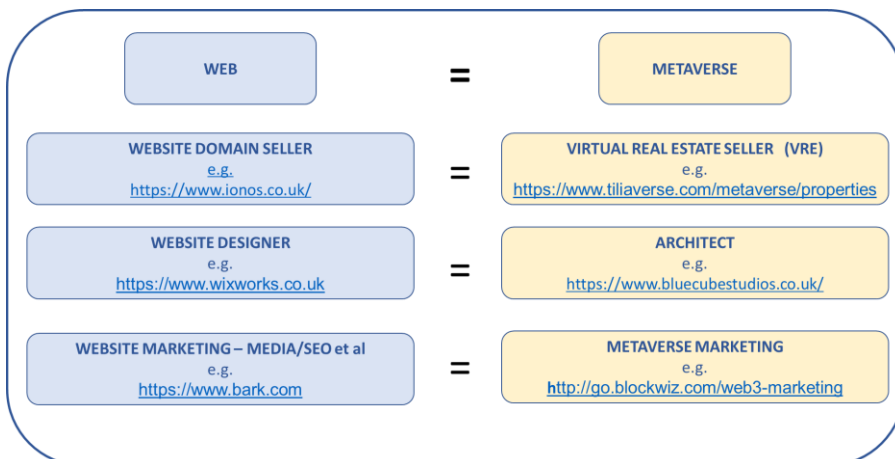 WEB
=
METAVERSE
WEBSITE DOMAIN SELLER
e.g.
https://www.ionos.co.uk/
=
VIRTUAL REAL ESTATE SELLER (VRE)
e.g.
https://www.tiliaverse.com/metaverse/properties
WEBSITE DESIGNER
e.g.
https://www.wixworks.co.uk
=
ARCHITECT
e.g.
https://www.bluecubestudios.co.uk/
WEBSITE MARKETING – MEDIA/SEO et al
e.g.
https://www.bark.com
=
METAVERSE MARKETING
e.g.
http://go.blockwiz.com/web3-marketing